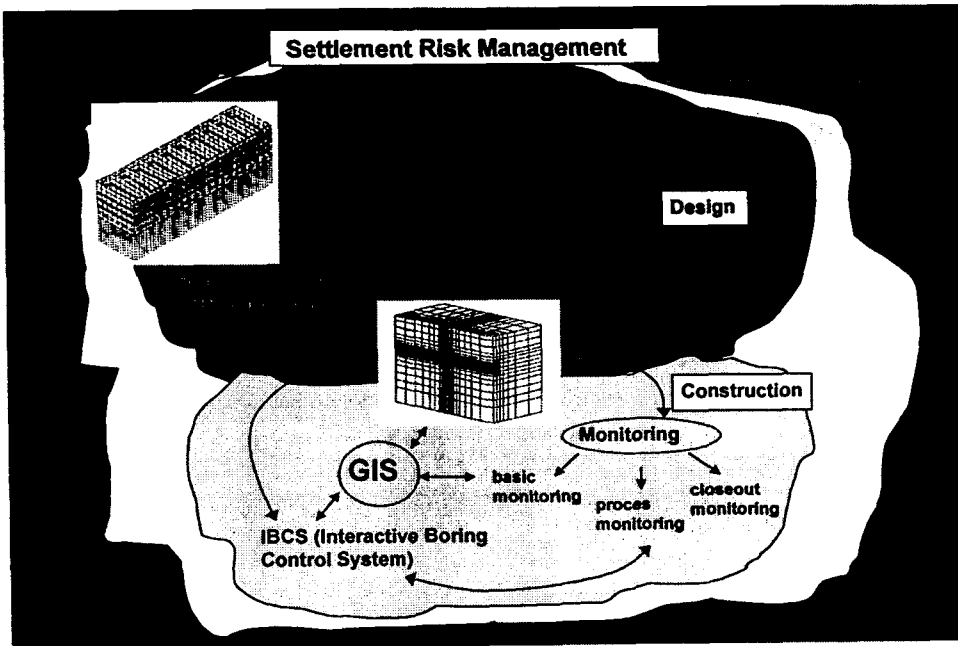 Settlement Risk Management
Design
Construction
Monitoring
GIS
basic
monitoring
proces
monitoring
closeout
monitoring
IBCS (Interactive Boring
Control System)